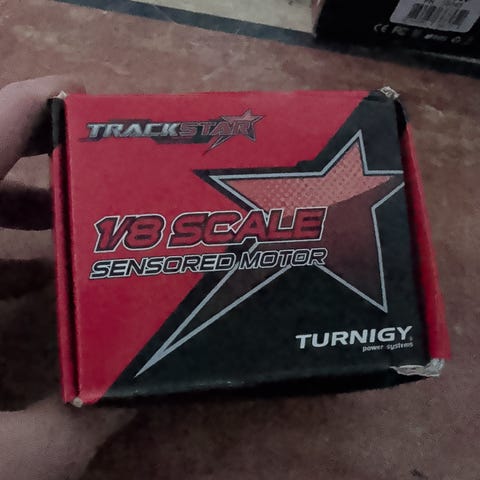 TRACKSTAR
1/8 SCALE
SENSORED MOTOR
TURNIGY
power systems